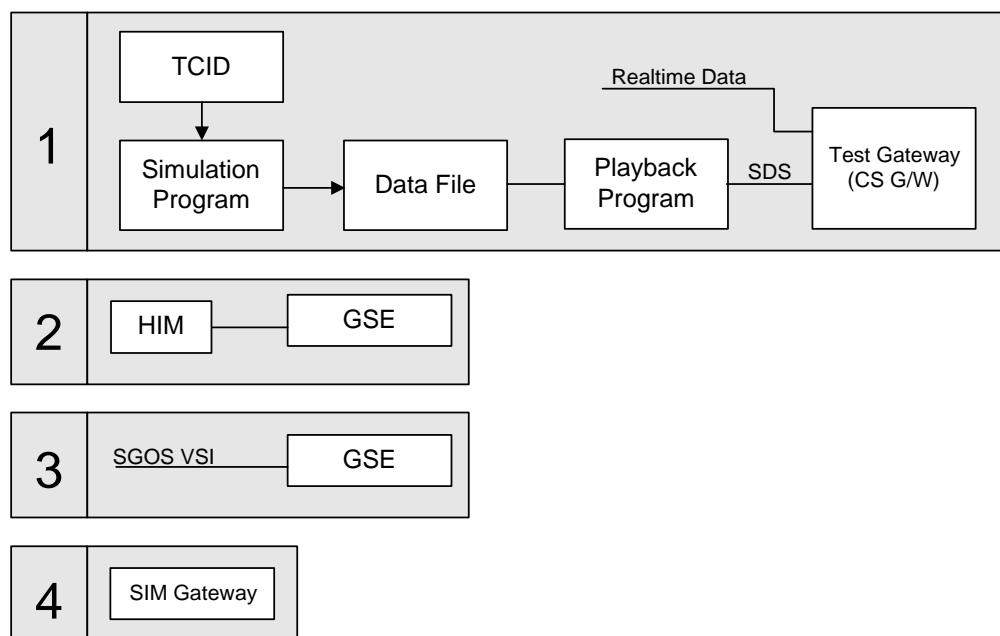 1
TCID
Realtime Data
Simulation
Program
Data File
Playback
Program
SDS
Test Gateway
(CS G/W)
2
HIM
GSE
3
SGOS VSI
GSE
4
SIM Gateway